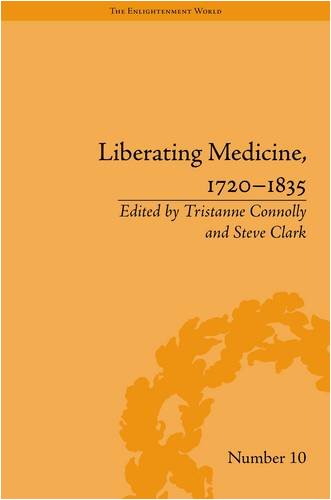 The Enlightenment World
Liberating Medicine,
1720–1835
Edited by Tristanne Connolly
and Steve Clark
Number 10